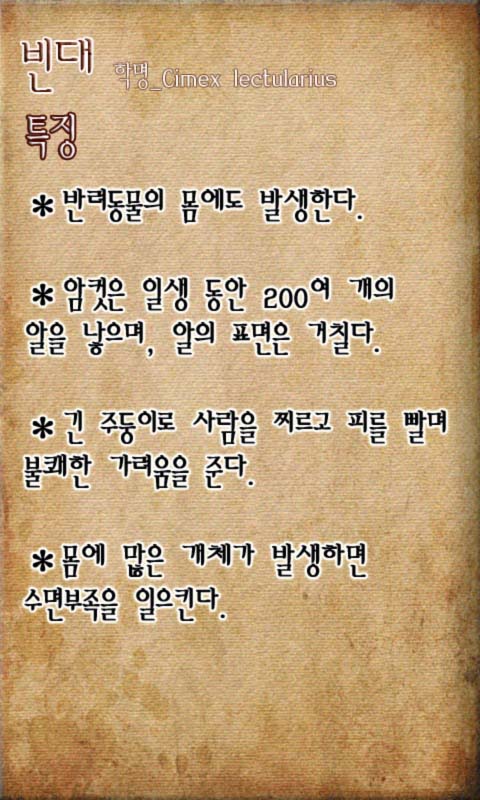 빈대 학명_Cimex lectularius
특징
*반려동물의 몸에도 발생한다.
*암컷은 일생 동안 200여 개의
알을 낳으며, 알의 표면은 거칠다.
*긴 주둥이로 사람을 찌르고 피를 빨며
불쾌한 가려움을 준다.
*몸에 많은 개체가 발생하면
수면부족을 일으킨다.